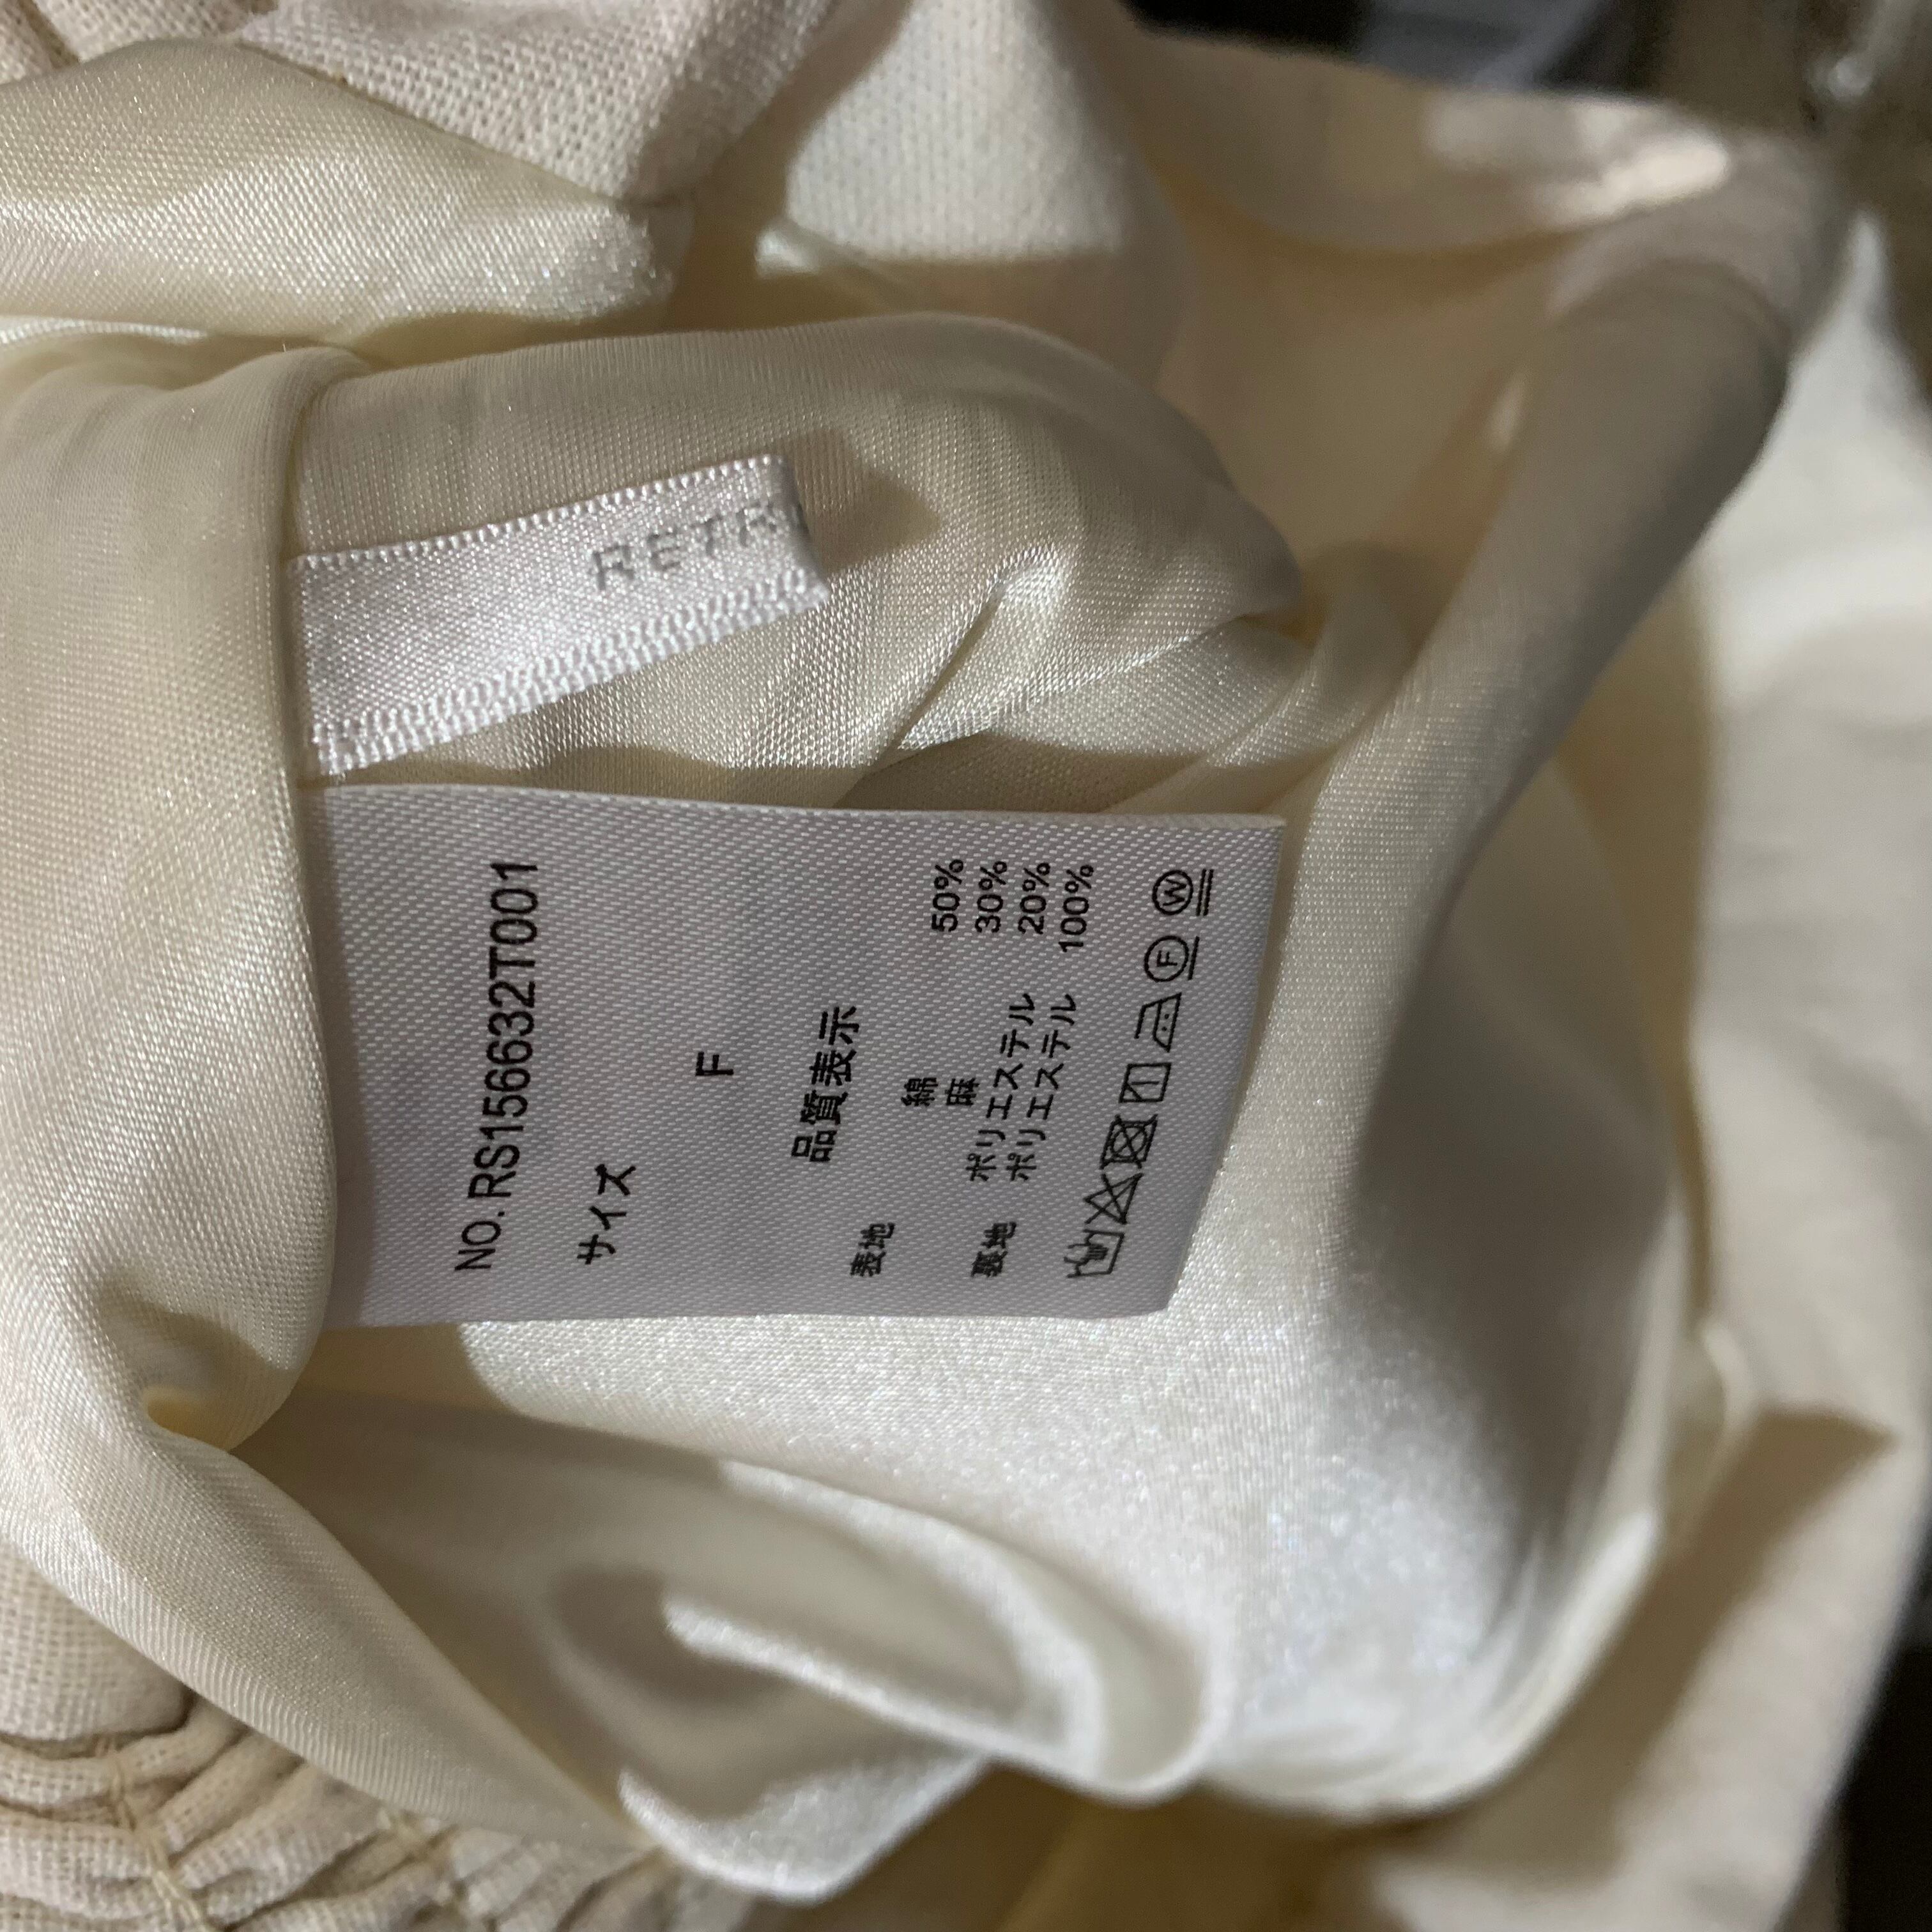 RETR
NO. RS156632T001
サイズ
F
品質表示
表地 綿 50%
麻 30%
ポリエステル 20%
裏地 ポリエステル 100%
F W